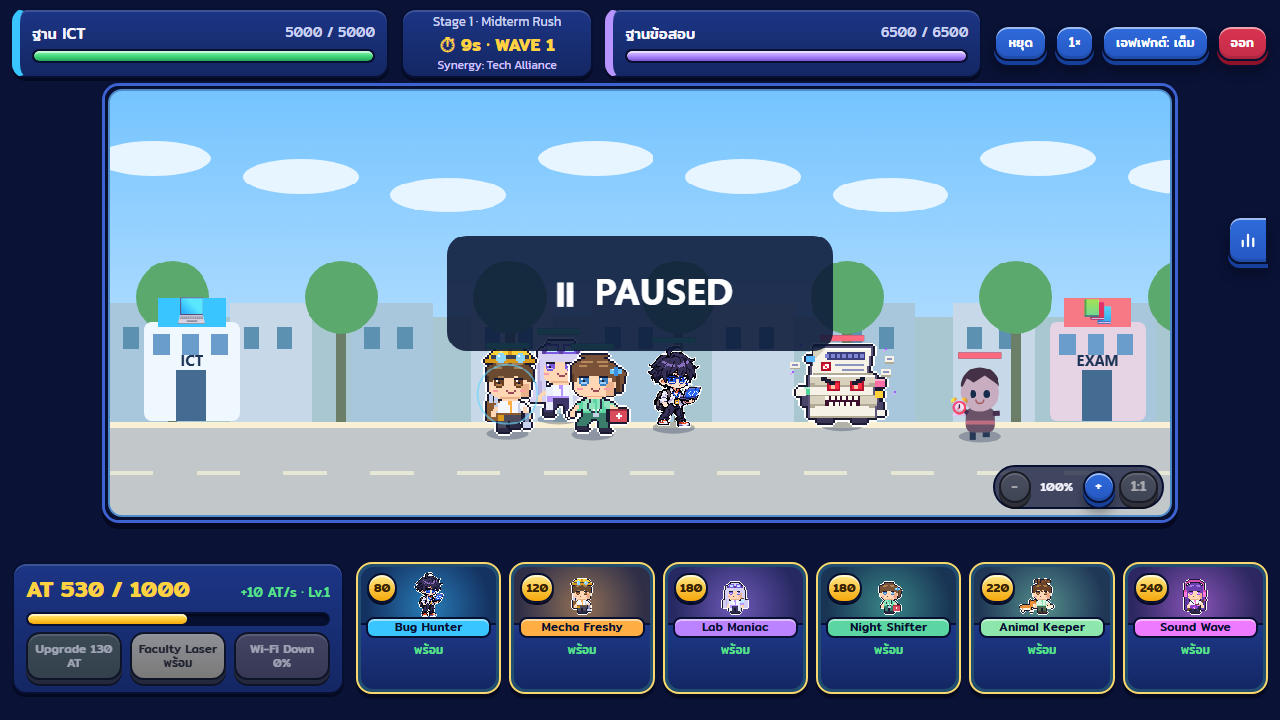 ฐาน ICT
5000 / 5000
Stage 1 · Midterm Rush
⏱ 9s · WAVE 1
Synergy: Tech Alliance
ฐานข้อสอบ
6500 / 6500
หยุด
1×
เอฟเฟกต์: เต็ม
ออก
PAUSED
ICT
EXAM
− 100% + 1:1
AT 530 / 1000
+10 AT/s · Lv.1
Upgrade 130
AT
Faculty Laser
พร้อม
Wi-Fi Down
0%
80
Bug Hunter
พร้อม
120
Mecha Freshy
พร้อม
180
Lab Maniac
พร้อม
180
Night Shifter
พร้อม
220
Animal Keeper
พร้อม
240
Sound Wave
พร้อม